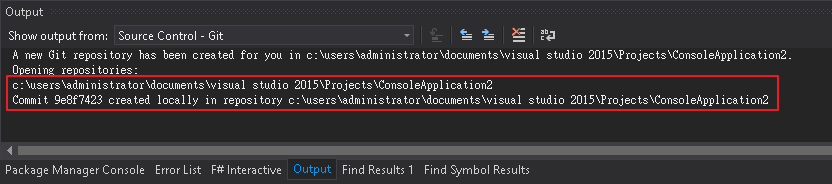 Output
Show output from: Source Control - Git
A new Git repository has been created for you in c:\users\administrator\documents\visual studio 2015\Projects\ConsoleApplication2.
Opening repositories:
c:\users\administrator\documents\visual studio 2015\Projects\ConsoleApplication2
Commit 9e8f7423 created locally in repository c:\users\administrator\documents\visual studio 2015\Projects\ConsoleApplication2
Package Manager Console Error List F# Interactive Output Find Results 1 Find Symbol Results